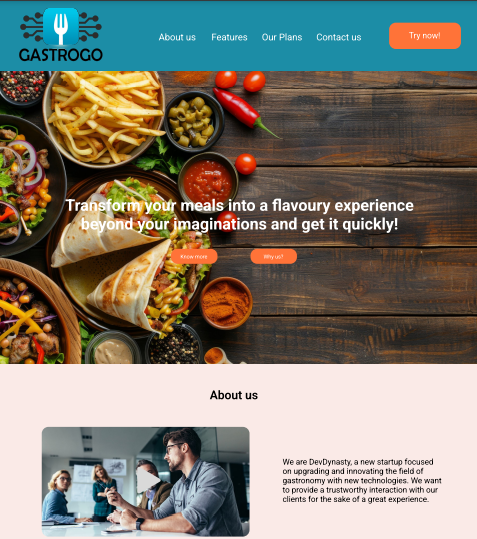 GASTROGO
About us
Features
Our Plans
Contact us
Try now!
Transform your meals into a flavoury experience
beyond your imaginations and get it quickly!
Know more
Why us?
About us
We are DevDynasty, a new startup focused
on upgrading and innovating the field of
gastronomy with new technologies. We want
to provide a trustworthy interaction with our
clients for the sake of a great experience.